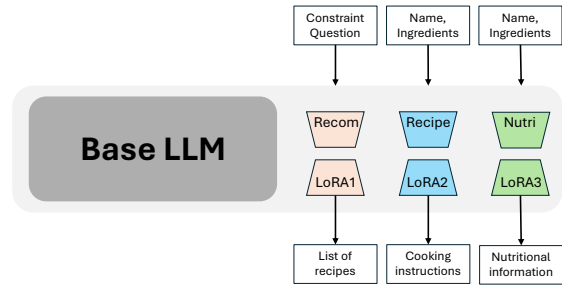 Constraint
Question
Name,
Ingredients
Name,
Ingredients
Base LLM
Recom
Recipe
Nutri
LoRA1
LoRA2
LoRA3
List of
recipes
Cooking
instructions
Nutritional
information